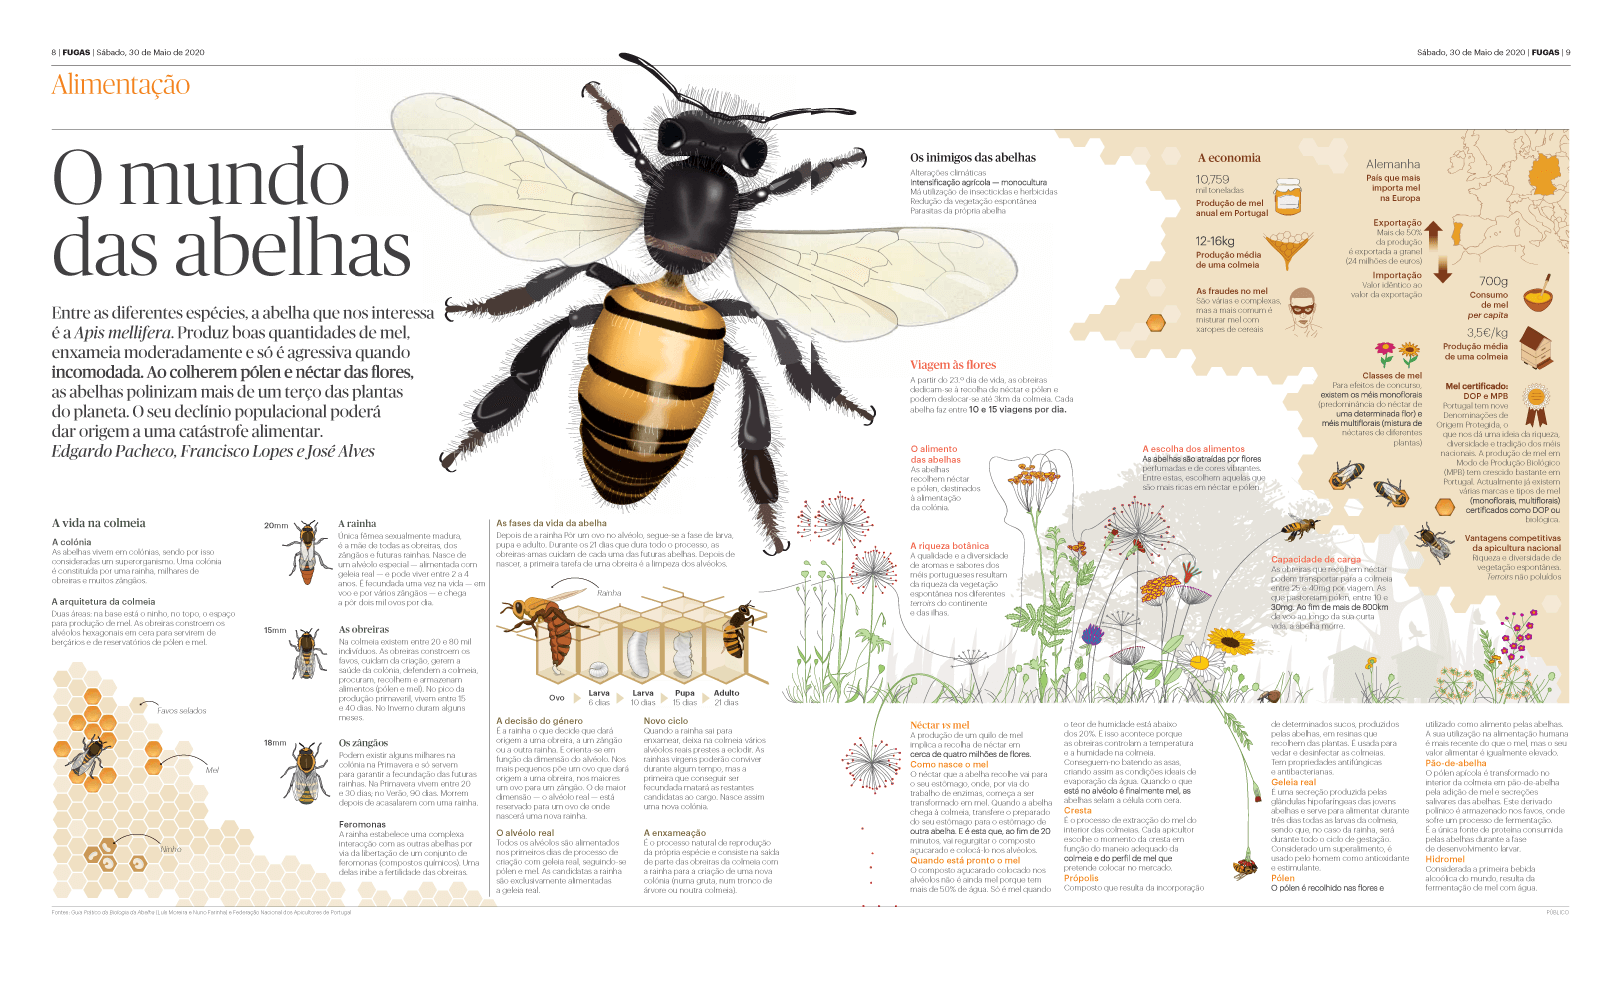 8 | FUGAS | Sábado, 30 de Maio de 2020
Sábado, 30 de Maio de 2020 | FUGAS | 9
Alimentação
O mundo
das abelhas
Entre as diferentes espécies, a abelha que nos interessa
é a Apis mellifera. Produz boas quantidades de mel,
enxameia moderadamente e só é agressiva quando
incomodada. Ao colherem pólen e néctar das flores,
as abelhas polinizam mais de um terço das plantas
do planeta. O seu declínio populacional poderá
dar origem a uma catástrofe alimentar.
Edgardo Pacheco, Francisco Lopes e José Alves
A vida na colmeia
A colónia
As abelhas vivem em colónias, sendo por isso
consideradas um superorganismo. Uma colónia
é constituída por uma rainha, milhares de
obreiras e muitos zângãos.
A arquitetura da colmeia
Duas áreas: na base está o ninho, no topo, o espaço
para produção de mel. As obreiras constroem os
alvéolos hexagonais em cera para servirem de
berçários e de reservatórios de pólen e mel.
Favos selados
Mel
Ninho
20mm
A rainha
Única fêmea sexualmente madura,
é a mãe de todas as obreiras, dos
zângãos e futuras rainhas. Nasce de
um alvéolo especial — alimentada com
geleia real — e pode viver entre 2 a 4
anos. É fecundada uma vez na vida — em
voo e por vários zângãos — e chega
a pôr dois mil ovos por dia.
15mm
As obreiras
Na colmeia existem entre 20 e 80 mil
indivíduos. As obreiras constroem os
favos, cuidam da criação, gerem a
saúde da colónia, defendem a colmeia,
procuram, recolhem e armazenam
alimentos (pólen e mel). No pico da
produção primaveril, vivem entre 15
e 40 dias. No Inverno duram alguns
meses.
18mm
Os zângãos
Podem existir alguns milhares na
colónia na Primavera e só servem
para garantir a fecundação das futuras
rainhas. Na Primavera vivem entre 20
e 30 dias; no Verão, 90 dias. Morrem
depois de acasalarem com uma rainha.
Feromonas
A rainha estabelece uma complexa
interacção com as outras abelhas por
via da libertação de um conjunto de
feromonas (compostos químicos). Uma
delas inibe a fertilidade das obreiras.
As fases da vida da abelha
Depois de a rainha Pôr um ovo no alvéolo, segue-se a fase de larva,
pupa e adulto. Durante os 21 dias que dura todo o processo, as
obreiras amas cuidam de cada uma das futuras abelhas. Depois de
nascer, a primeira tarefa de uma obreira é a limpeza dos alvéolos.
Rainha
Ovo
Larva
6 dias
Larva
10 dias
Pupa
15 dias
Adulto
21 dias
A decisão do género
É a rainha o que decide que dará
origem a uma obreira, a um zângão
ou a outra rainha. E orienta-se em
função da dimensão do alvéolo. Nos
mais pequenos põe um ovo que dará
origem a uma obreira, nos maiores
um ovo para um zângão. O de maior
dimensão — o alvéolo real — está
reservado para um ovo de onde
nascerá uma nova rainha.
O alvéolo real
Todos os alvéolos são alimentados
nos primeiros dias de processo de
criação com geleia real, seguindo-se
pólen e mel. As candidatas a rainha
são exclusivamente alimentadas
a geleia real.
Novo ciclo
Quando a rainha sai para
enxamear, deixa na colmeia vários
alvéolos reais prestes a eclodir. As
rainhas virgens poderão conviver
durante algum tempo, mas a
primeira que conseguir ser
fecundada matará as restantes
candidatas ao cargo. Nasce assim
uma nova colónia.
A enxameação
É o processo natural de reprodução
da própria espécie e consiste na saída
de parte das obreiras da colmeia com
a rainha para a criação de uma nova
colónia (numa gruta, num tronco de
árvore ou noutra colmeia).
Os inimigos das abelhas
Alterações climáticas
Intensificação agrícola — monocultura
Má utilização de insecticidas e herbicidas
Redução da vegetação espontânea
Parasitas da própria abelha
Viagem às flores
A partir do 23.º dia de vida, as obreiras
dedicam-se à recolha de néctar e pólen e
podem deslocar-se até 3km da colmeia. Cada
abelha faz entre 10 e 15 viagens por dia.
O alimento
das abelhas
As abelhas
recolhem néctar
e pólen, destinados
à alimentação
da colónia.
A riqueza botânica
A qualidade e a diversidade
de aromas e sabores dos
méis portugueses resultam
da riqueza da vegetação
espontânea nos diferentes
terroirs do continente
e das ilhas.
A escolha dos alimentos
As abelhas são atraídas por flores
perfumadas e de cores vibrantes.
Entre estas, escolhem aquelas que
são mais ricas em néctar e pólen.
Capacidade de carga
As obreiras que recolhem néctar
podem transportar para a colmeia
entre 25 e 40mg por viagem. As
que pastoreiam pólen, entre 10 e
30mg. Ao fim de mais de 800km
de voo ao longo da sua curta
vida, a abelha morre.
A economia
10,759
mil toneladas
Produção de mel
anual em Portugal
12-16kg
Produção média
de uma colmeia
As fraudes no mel
São várias e complexas,
mas a mais comum é
misturar mel com
xaropes de cereais
Alemanha
País que mais
importa mel
na Europa
Exportação
Mais de 50%
da produção
é exportada a granel
(24 milhões de euros)
Importação
Valor idêntico ao
valor da exportação
700g
Consumo
de mel
per capita
3,5€/kg
Produção média
de uma colmeia
Classes de mel
Para efeitos de concurso,
existem os méis monoflorais
(predominância do néctar de
uma determinada flor) e
méis multiflorais (mistura de
néctares de diferentes
plantas)
Mel certificado:
DOP e MPB
Portugal tem nove
Denominações de
Origem Protegida, o
que nos dá uma ideia da riqueza,
diversidade e tradição dos méis
nacionais. A produção de mel em
Modo de Produção Biológico
(MPB) tem crescido bastante em
Portugal. Actualmente já existem
várias marcas e tipos de mel
(monoflorais, multiflorais)
certificados como DOP ou
biológica.
Vantagens competitivas
da apicultura nacional
Riqueza e diversidade de
vegetação espontânea.
Terroirs não poluídos
Néctar vs mel
A produção de um quilo de mel
implica a recolha de néctar em
cerca de quatro milhões de flores.
Como nasce o mel
O néctar que a abelha recolhe vai para
o seu estômago, onde, por via do
trabalho de enzimas, começa a ser
transformado em mel. Quando a abelha
chega à colmeia, transfere o preparado
do seu estômago para o estômago de
outra abelha. E é esta que, ao fim de 20
minutos, vai regurgitar o composto
açucarado e colocá-lo nos alvéolos.
Quando está pronto o mel
O composto açucarado colocado nos
alvéolos não é ainda mel porque tem
mais de 50% de água. Só é mel quando
o teor de humidade está abaixo
dos 20%. E isso acontece porque
as obreiras controlam a temperatura
e a humidade na colmeia.
Conseguem-no batendo as asas,
criando assim as condições ideais de
evaporação da água. Quando o que
está no alvéolo é finalmente mel, as
abelhas selam a célula com cera.
Cresta
É o processo de extracção do mel do
interior das colmeias. Cada apicultor
escolhe o momento da cresta em
função do maneio adequado da
colmeia e do perfil de mel que
pretende colocar no mercado.
Própolis
Composto que resulta da incorporação
de determinados sucos, produzidos
pelas abelhas, em resinas que
recolhem das plantas. É usada para
vedar e desinfectar as colmeias.
Tem propriedades antifúngicas
e antibacterianas.
Geleia real
É uma secreção produzida pelas
glândulas hipofaríngeas das jovens
abelhas e serve para alimentar durante
três dias todas as larvas da colmeia,
sendo que, no caso da rainha, será
durante todo o ciclo de gestação.
Considerado um superalimento, é
usado pelo homem como antioxidante
e estimulante.
Pólen
O pólen é recolhido nas flores e
utilizado como alimento pelas abelhas.
A sua utilização na alimentação humana
é mais recente do que o mel, mas o seu
valor alimentar é igualmente elevado.
Pão-de-abelha
O pólen apícola é transformado no
interior da colmeia em pão-de-abelha
pela adição de mel e secreções
salivares das abelhas. Este derivado
polínico é armazenado nos favos, onde
sofre um processo de fermentação.
É a única fonte de proteína consumida
pelas abelhas durante a fase
de desenvolvimento larvar.
Hidromel
Considerada a primeira bebida
alcoólica do mundo, resulta da
fermentação de mel com água.
Fontes: Guia Prático da Biologia da Abelha (Luís Moreira e Nuno Farinha) e Federação Nacional dos Apicultores de Portugal
PÚBLICO